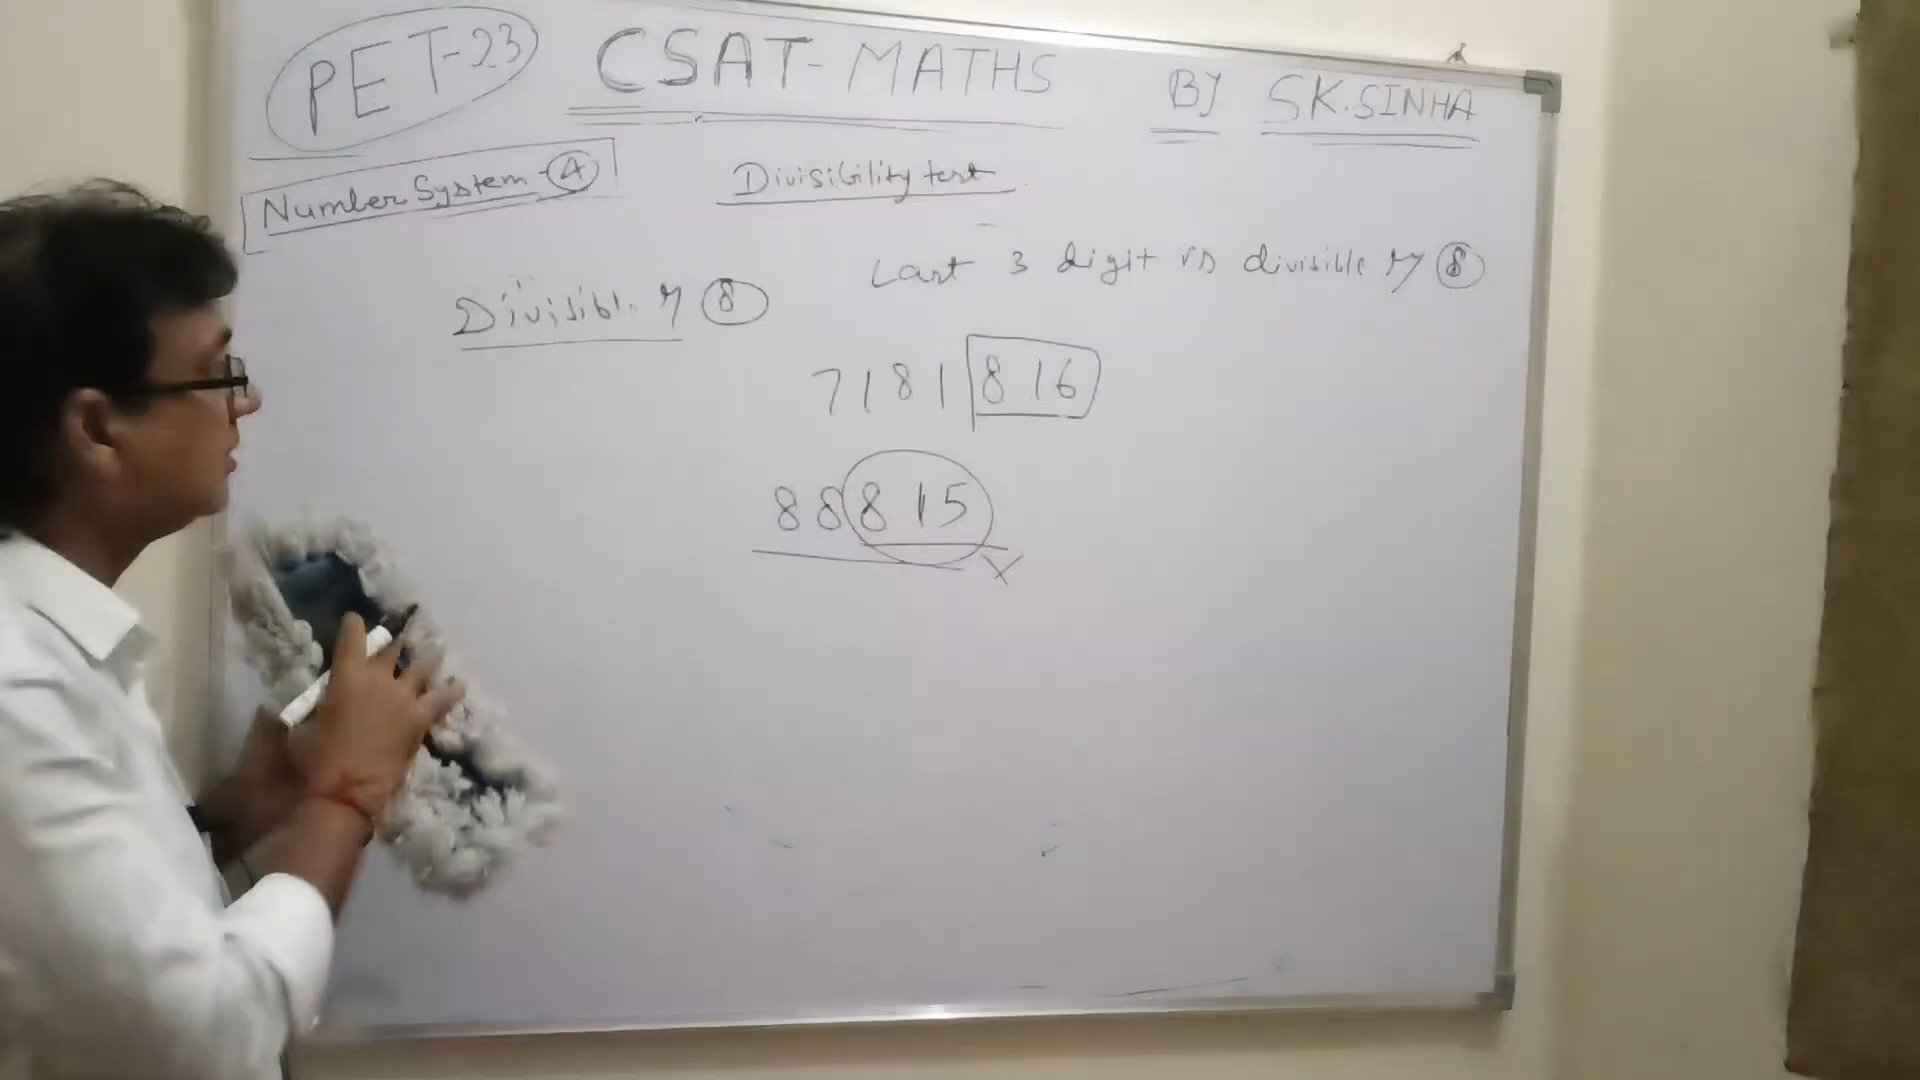 PET-23 CSAT-MATHS BY SK.SINHA
Number System-4 Divisibility test
Last 3 digit is divisible by 8
Divisible by 8
7181816
88815 X